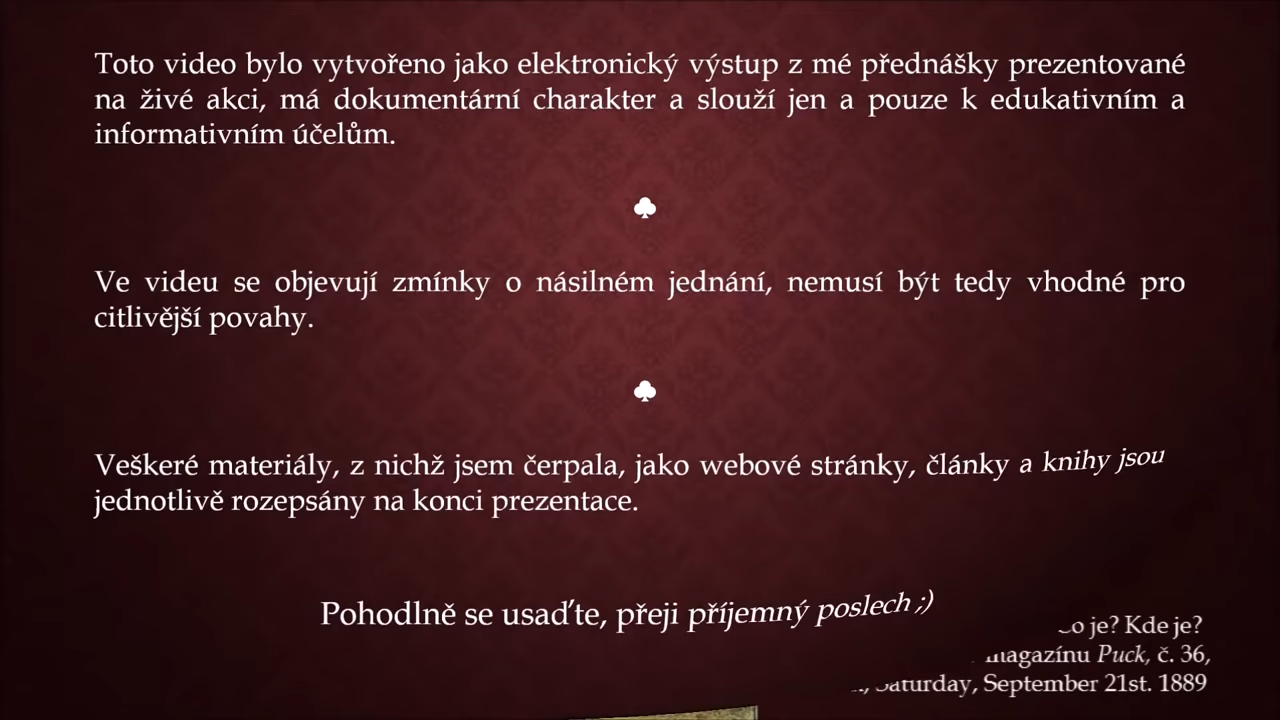 Toto video bylo vytvořeno jako elektronický výstup z mé přednášky prezentované
na živé akci, má dokumentární charakter a slouží jen a pouze k edukativním a
informativním účelům.
Ve videu se objevují zmínky o násilném jednání, nemusí být tedy vhodné pro
citlivější povahy.
Veškeré materiály, z nichž jsem čerpala, jako webové stránky, články a knihy jsou
jednotlivě rozepsány na konci prezentace.
Pohodlně se usaďte, přeji příjemný poslech ;)
je? Kde je?
magazínu Puck, č. 36,
Saturday, September 21st. 1889